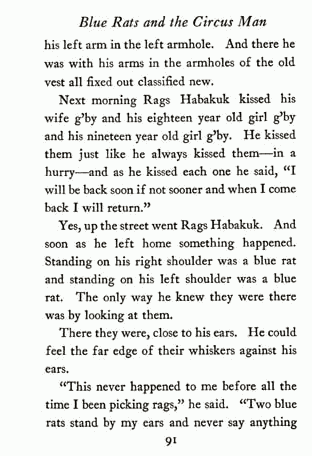 Blue Rats and the Circus Man
his left arm in the left armhole. And there he
was with his arms in the armholes of the old
vest all fixed out classified new.
Next morning Rags Habakuk kissed his
wife g'by and his eighteen year old girl g'by
and his nineteen year old girl g'by. He kissed
them just like he always kissed them—in a
hurry—and as he kissed each one he said, “I
will be back soon if not sooner and when I come
back I will return.”
Yes, up the street went Rags Habakuk. And
soon as he left home something happened.
Standing on his right shoulder was a blue rat
and standing on his left shoulder was a blue
rat. The only way he knew they were there
was by looking at them.
There they were, close to his ears. He could
feel the far edge of their whiskers against his
ears.
“This never happened to me before all the
time I been picking rags,” he said. “Two blue
rats stand by my ears and never say anything
91